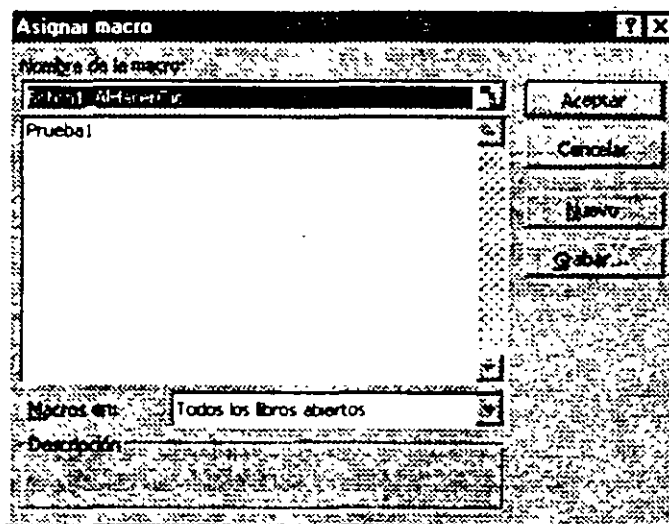 Asignar macro
Nombre de la macro:
Aceptar
Prueba1
Cancelar
Nuevo
Grabar...
Macros en:
Todos los libros abiertos
Descripción